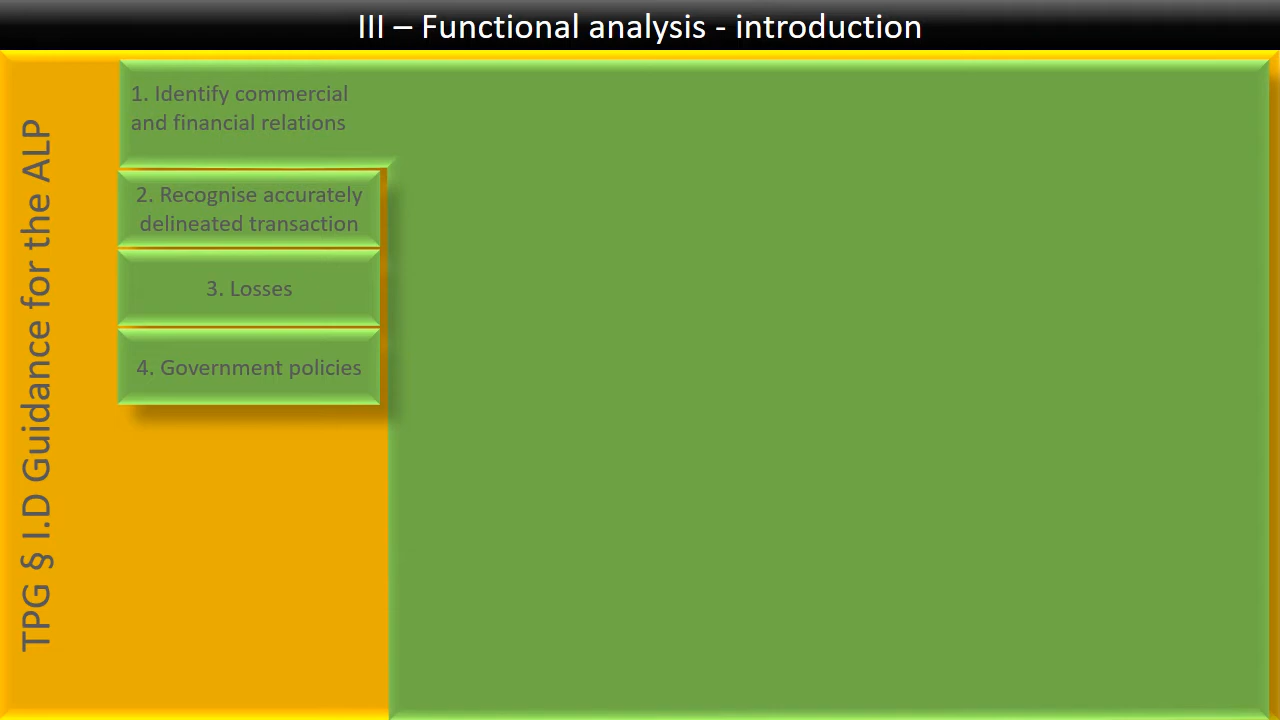 III – Functional analysis - introduction
TPG § I.D Guidance for the ALP
1. Identify commercial
and financial relations
2. Recognise accurately
delineated transaction
3. Losses
4. Government policies